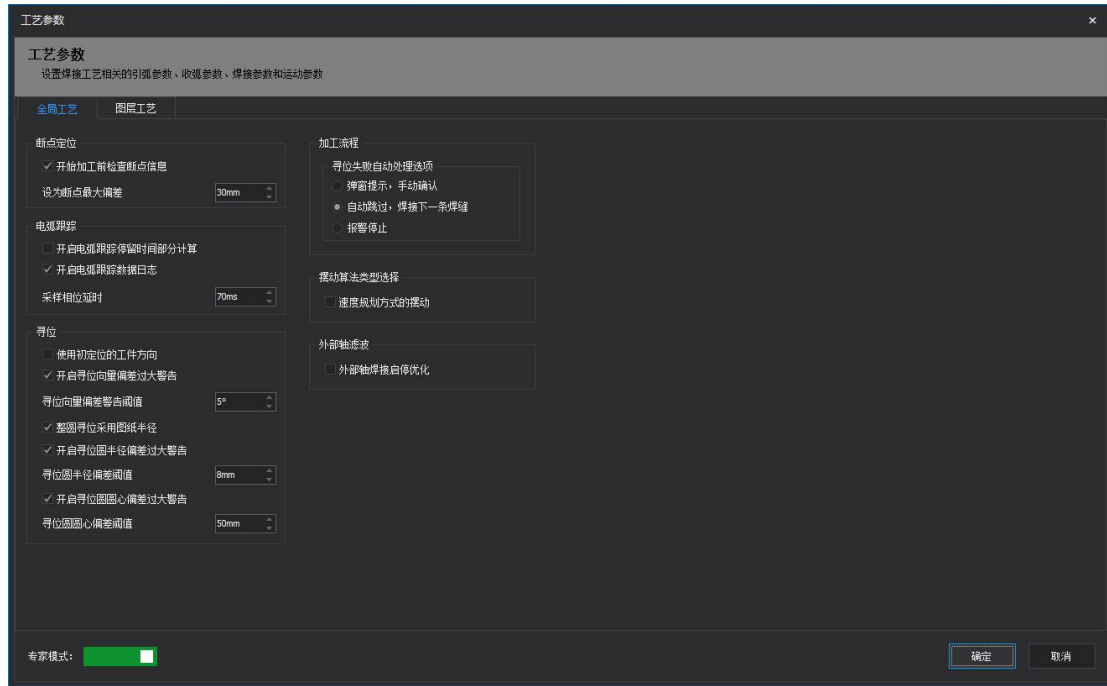 工艺参数
工艺参数
设置焊接工艺相关的引弧参数、收弧参数、焊接参数和运动参数
全局工艺
图层工艺
断点定位
开始加工前检查断点信息
设为断点最大偏差 30mm
电弧跟踪
开启电弧跟踪停留时间部分计算
开启电弧跟踪数据日志
采样相位延时 70ms
寻位
使用初定位的工件方向
开启寻位向量偏差过大警告
寻位向量偏差警告阈值 5°
整圆寻位采用图纸半径
开启寻位圆半径偏差过大警告
寻位圆半径偏差阈值 8mm
开启寻位圆圆心偏差过大警告
寻位圆圆心偏差阈值 50mm
加工流程
寻位失败自动处理选项
弹窗提示，手动确认
自动跳过，焊接下一条焊缝
报警停止
摆动算法类型选择
速度规划方式的摆动
外部轴滤波
外部轴焊接启停优化
专家模式：
确定
取消